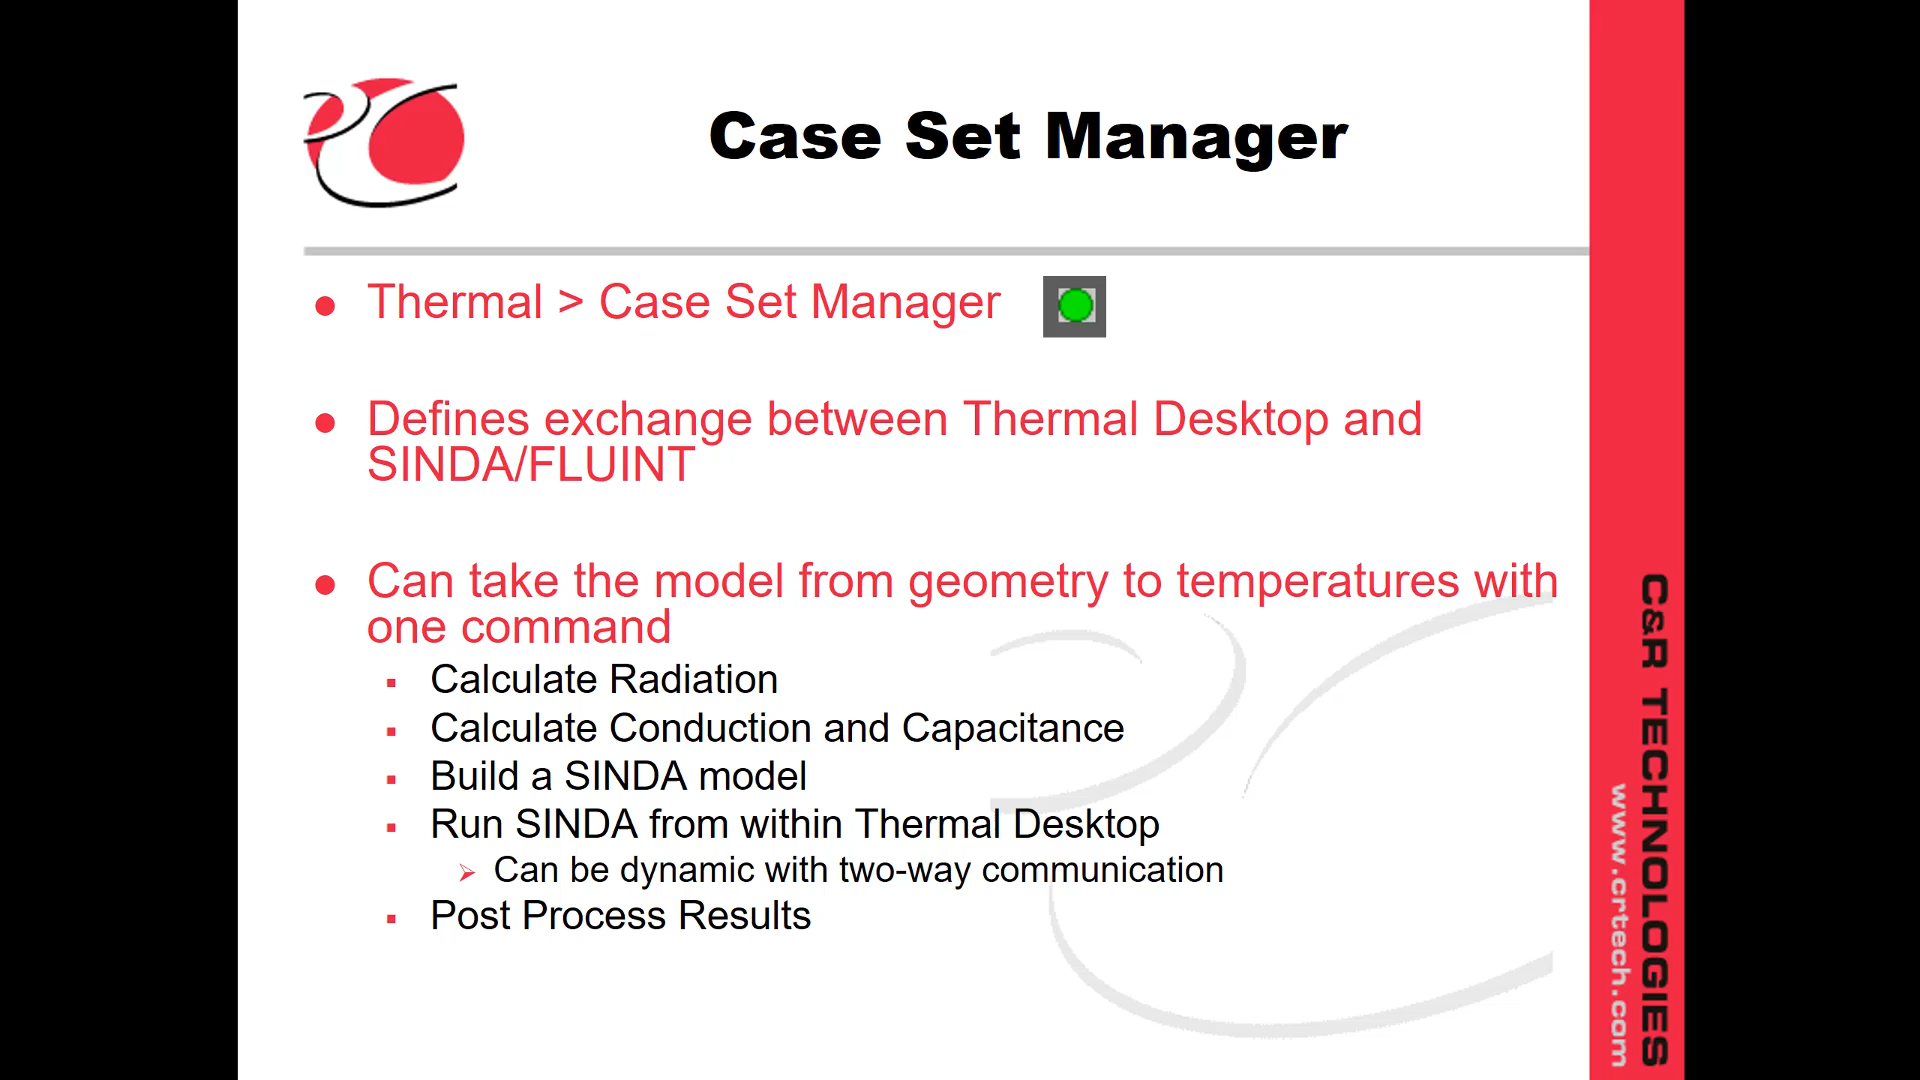 Case Set Manager
Thermal > Case Set Manager
Defines exchange between Thermal Desktop and
SINDA/FLUINT
Can take the model from geometry to temperatures with
one command
Calculate Radiation
Calculate Conduction and Capacitance
Build a SINDA model
Run SINDA from within Thermal Desktop
Can be dynamic with two-way communication
Post Process Results
C&R TECHNOLOGIES
www.crtech.com